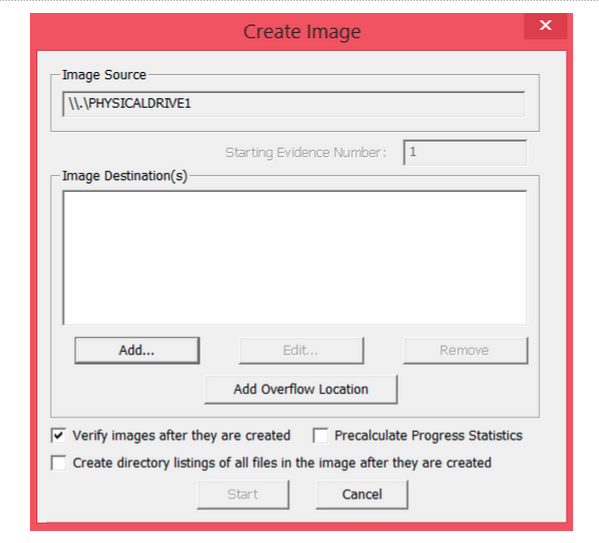 Create Image
x
Image Source
\\.\PHYSICALDRIVE1
Starting Evidence Number: 1
Image Destination(s)
Add... Edit... Remove
Add Overflow Location
Verify images after they are created Precalculate Progress Statistics
Create directory listings of all files in the image after they are created
Start Cancel